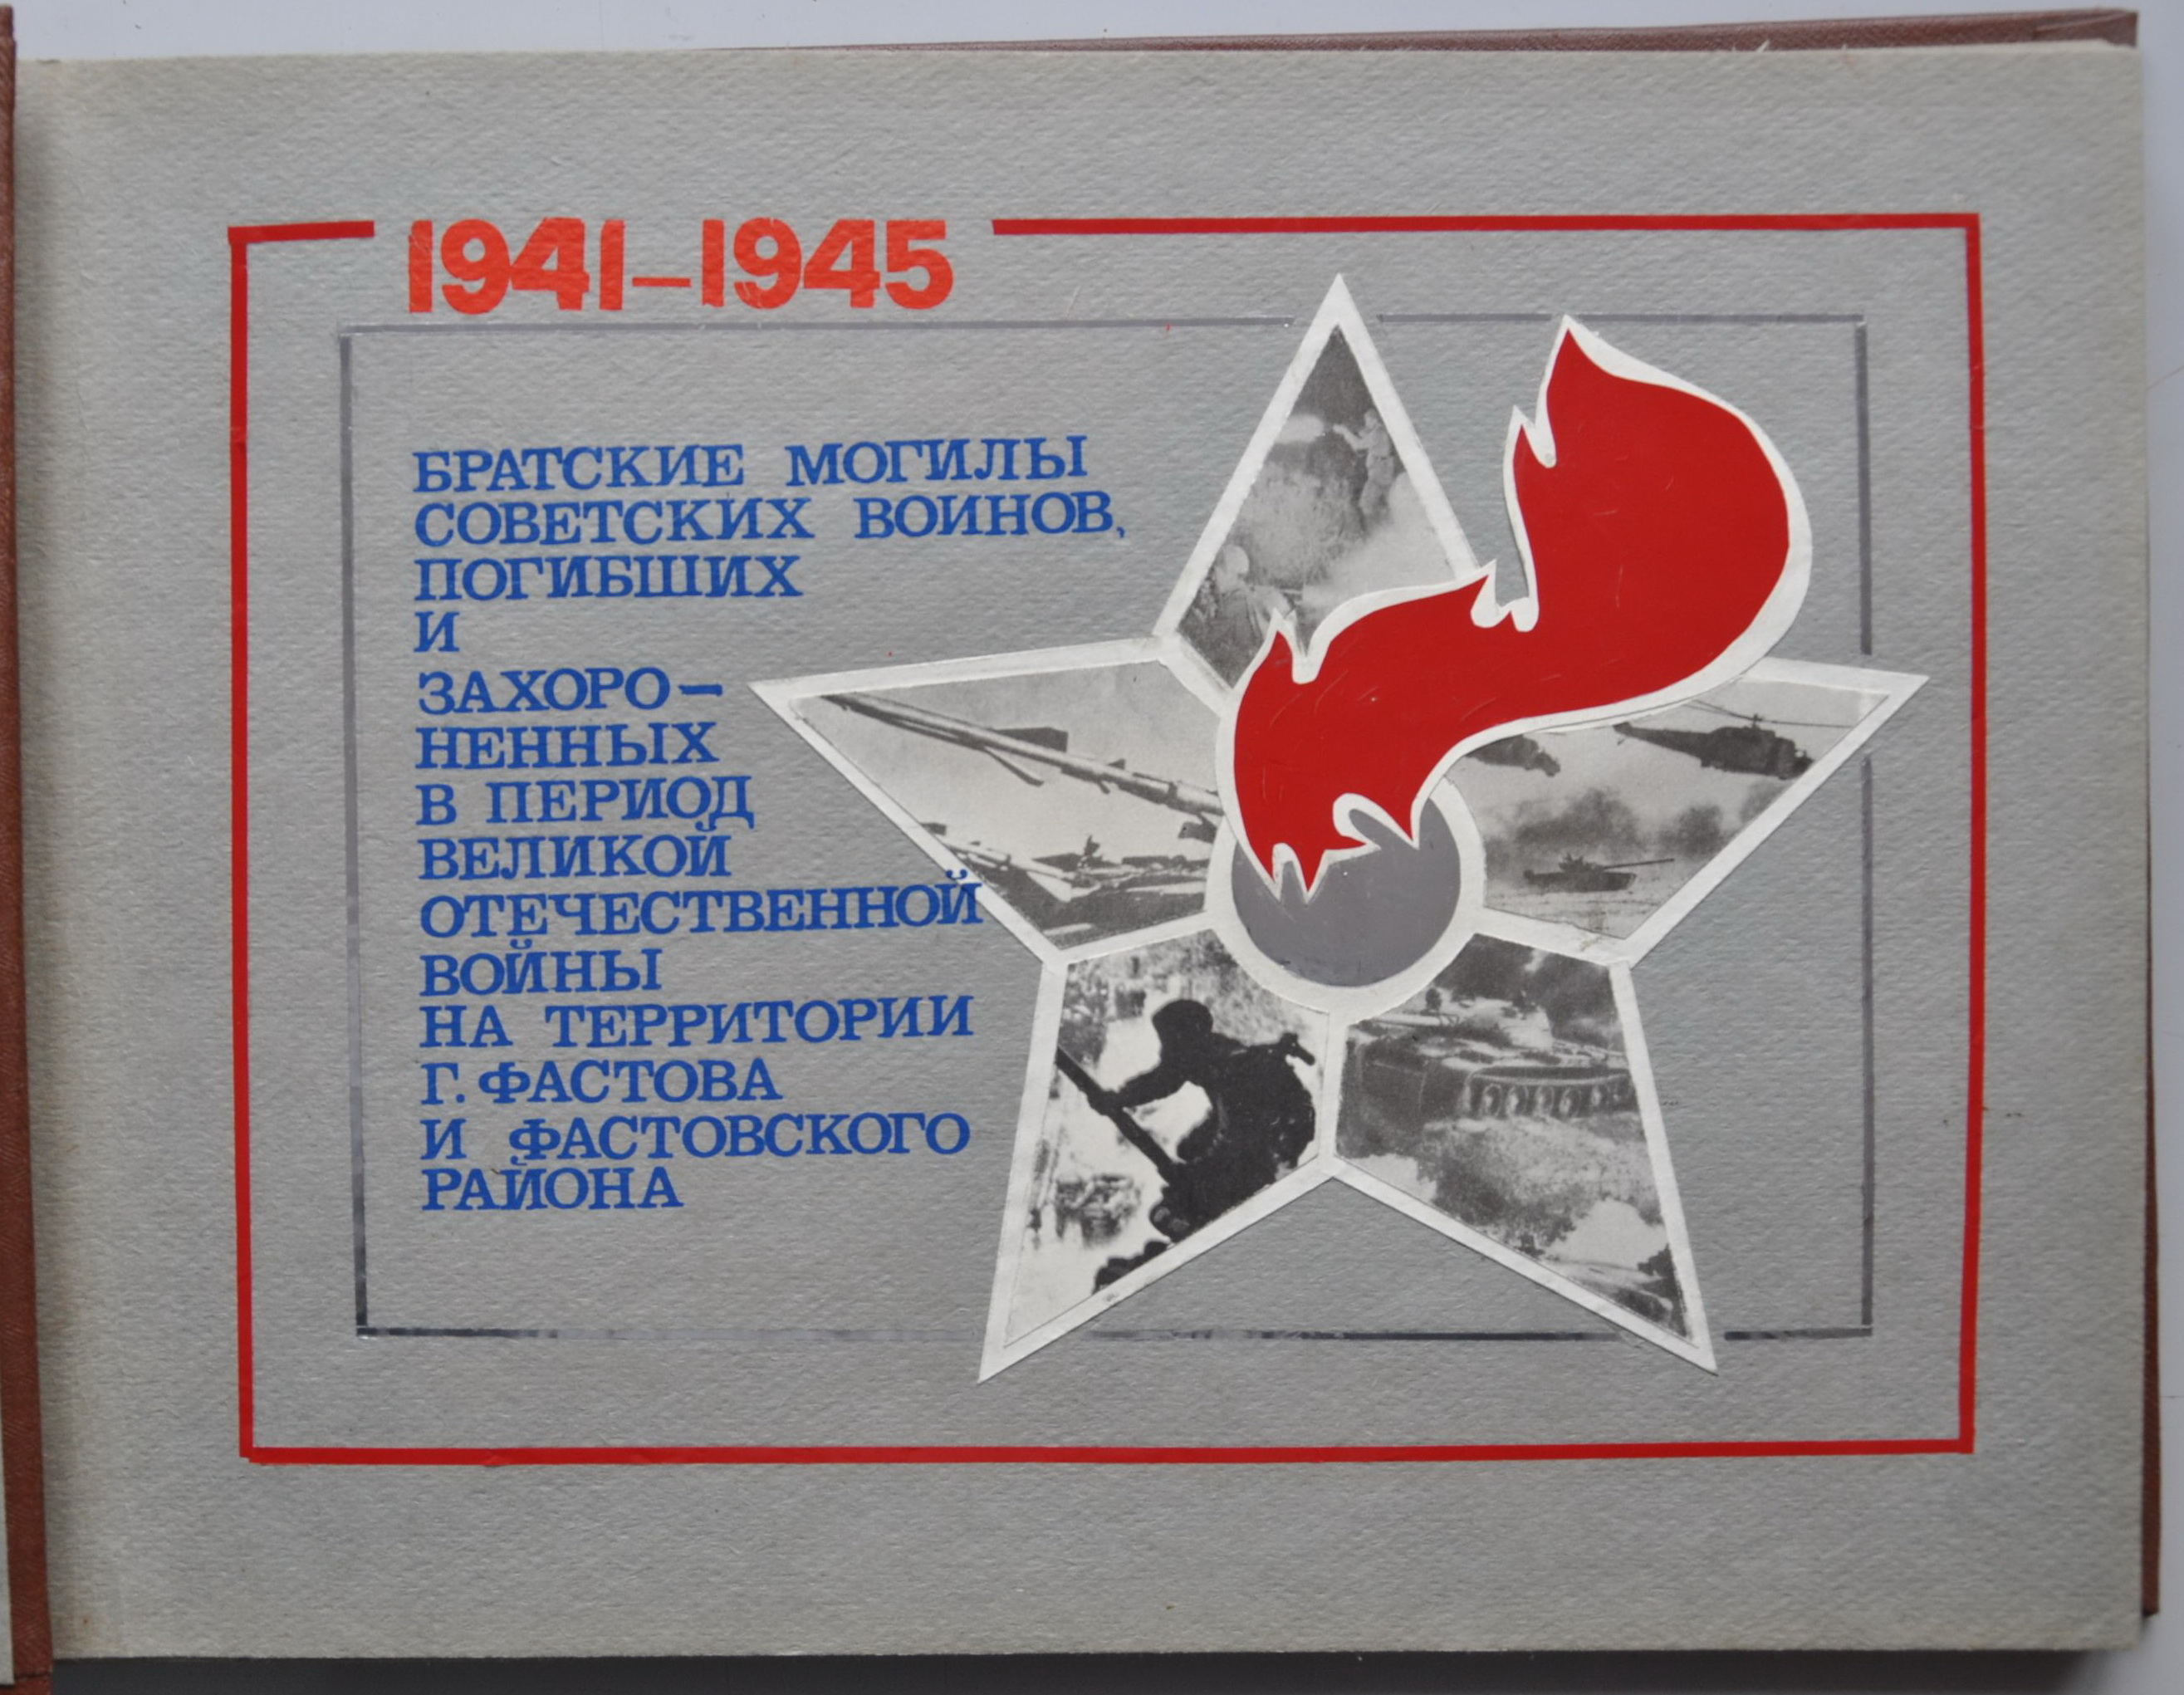 1941–1945
БРАТСКИЕ МОГИЛЫ
СОВЕТСКИХ ВОИНОВ,
ПОГИБШИХ
И
ЗАХОРО–
НЕННЫХ
В ПЕРИОД
ВЕЛИКОЙ
ОТЕЧЕСТВЕННОЙ
ВОЙНЫ
НА ТЕРРИТОРИИ
Г. ФАСТОВА
И ФАСТОВСКОГО
РАЙОНА